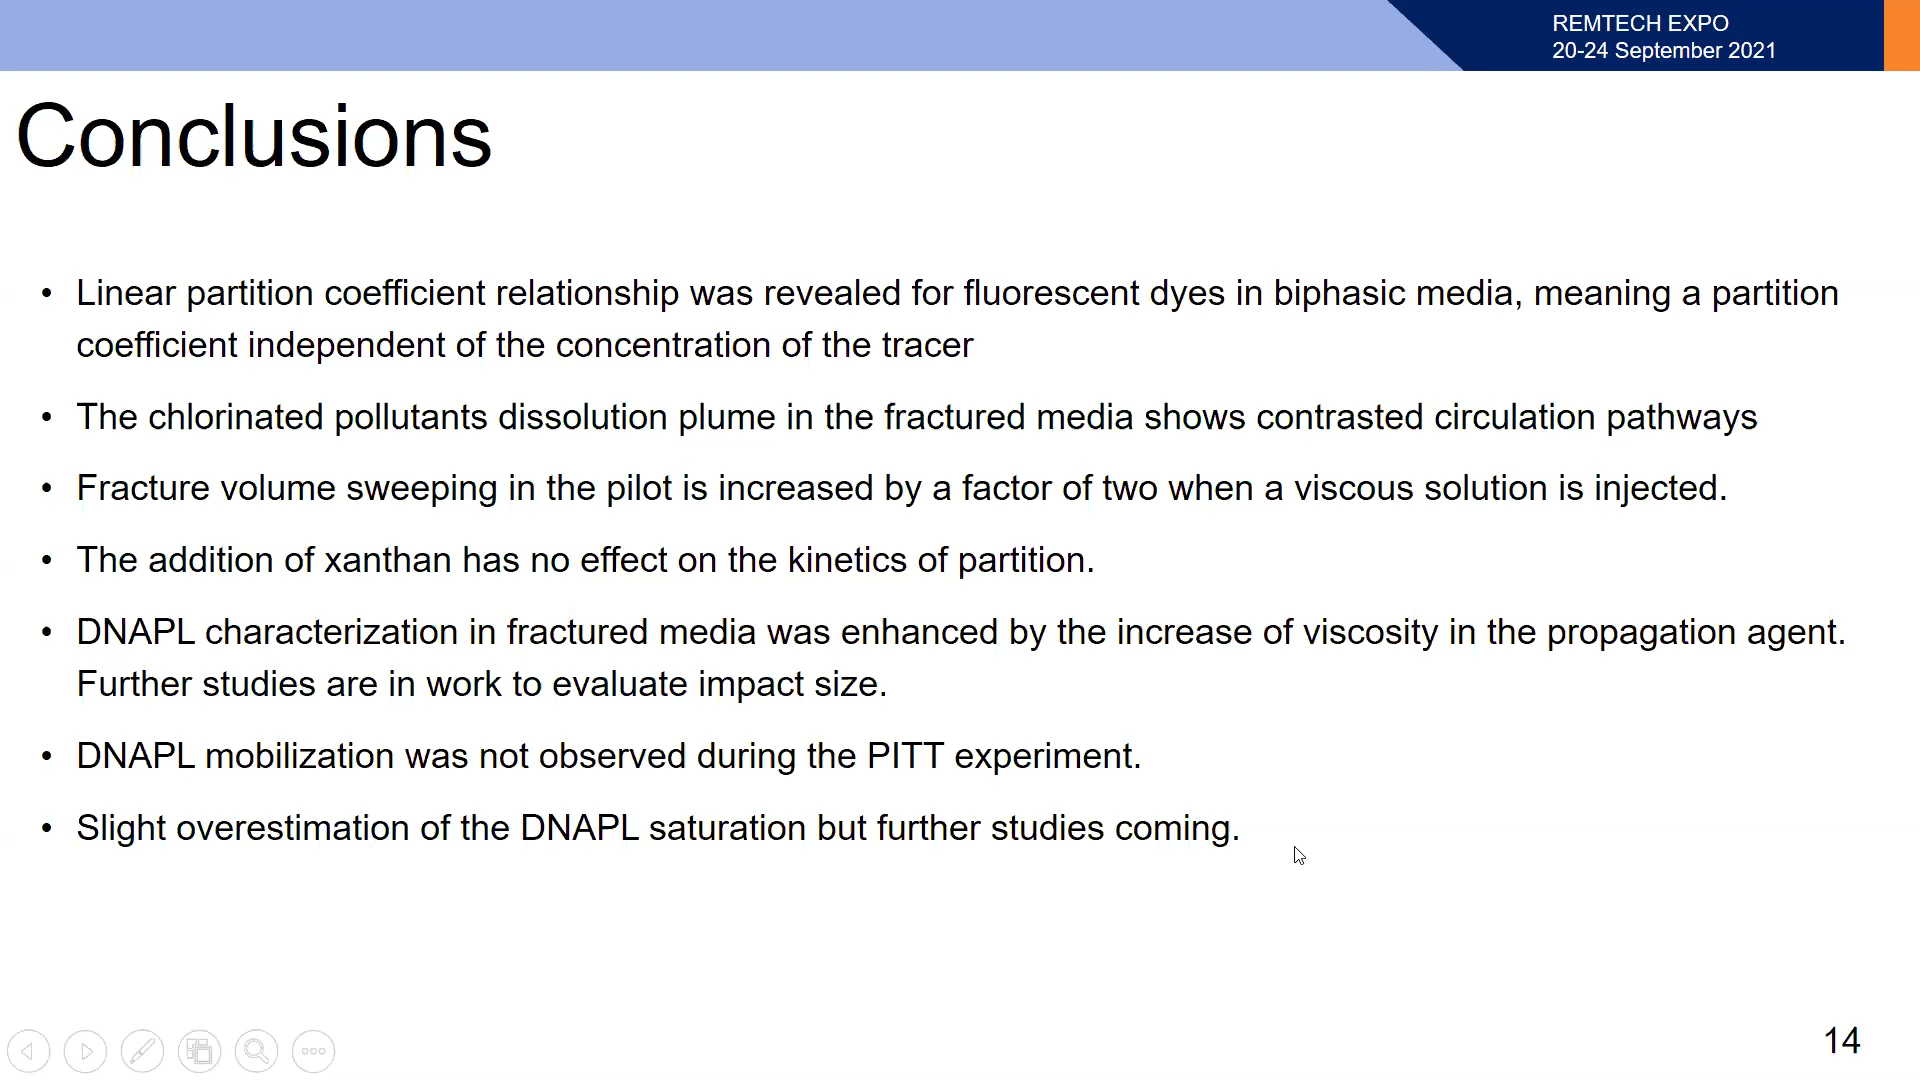 REMTECH EXPO
20-24 September 2021
Conclusions
• Linear partition coefficient relationship was revealed for fluorescent dyes in biphasic media, meaning a partition
coefficient independent of the concentration of the tracer
• The chlorinated pollutants dissolution plume in the fractured media shows contrasted circulation pathways
• Fracture volume sweeping in the pilot is increased by a factor of two when a viscous solution is injected.
• The addition of xanthan has no effect on the kinetics of partition.
• DNAPL characterization in fractured media was enhanced by the increase of viscosity in the propagation agent.
Further studies are in work to evaluate impact size.
• DNAPL mobilization was not observed during the PITT experiment.
• Slight overestimation of the DNAPL saturation but further studies coming.
14